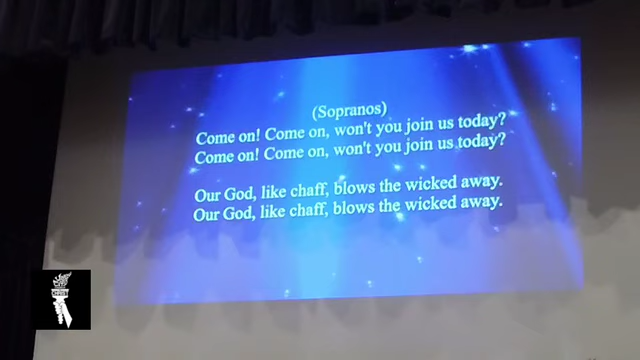 (Sopranos)
Come on! Come on, won't you join us today?
Come on! Come on, won't you join us today?
Our God, like chaff, blows the wicked away.
Our God, like chaff, blows the wicked away.